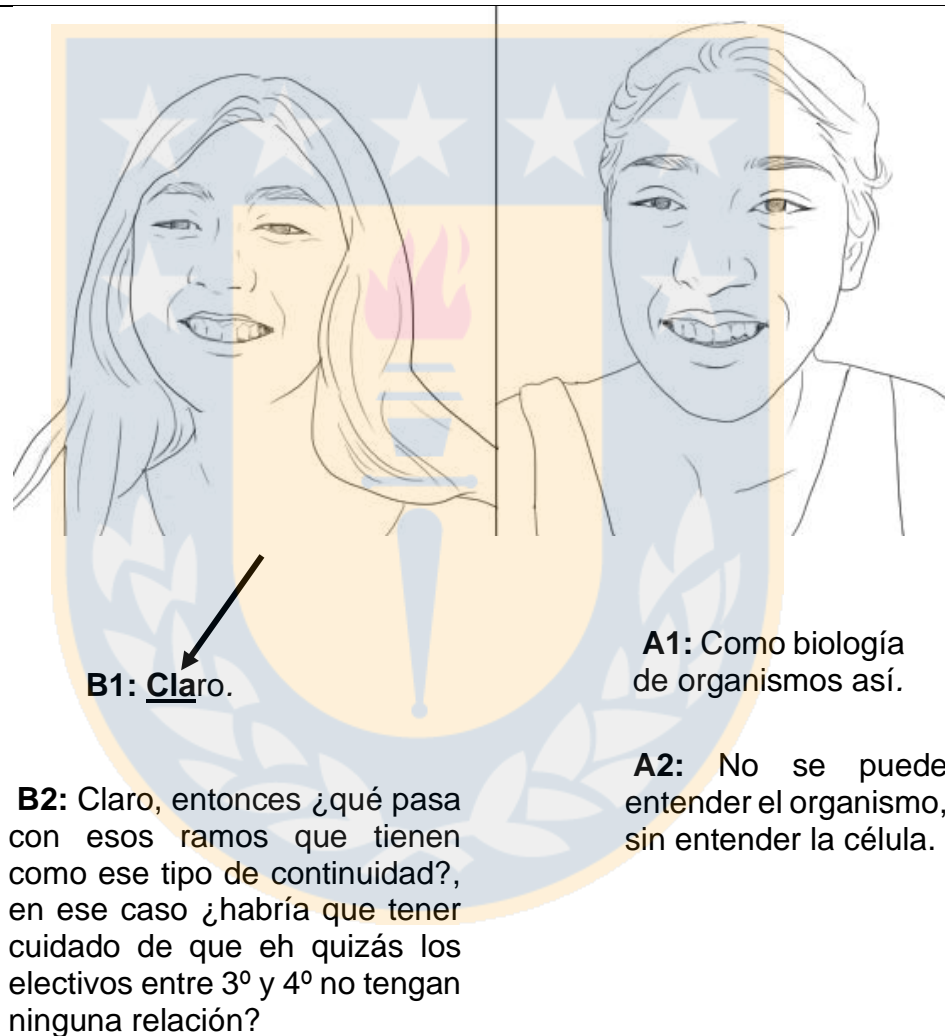 B1: Claro.
A1: Como biología
de organismos así.
B2: Claro, entonces ¿qué pasa
con esos ramos que tienen
como ese tipo de continuidad?,
en ese caso ¿habría que tener
cuidado de que eh quizás los
electivos entre 3º y 4º no tengan
ninguna relación?
A2: No se puede
entender el organismo,
sin entender la célula.